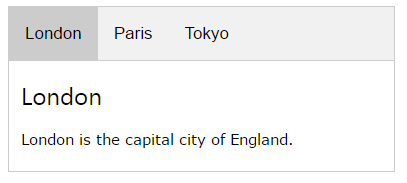 London Paris Tokyo
London
London is the capital city of England.